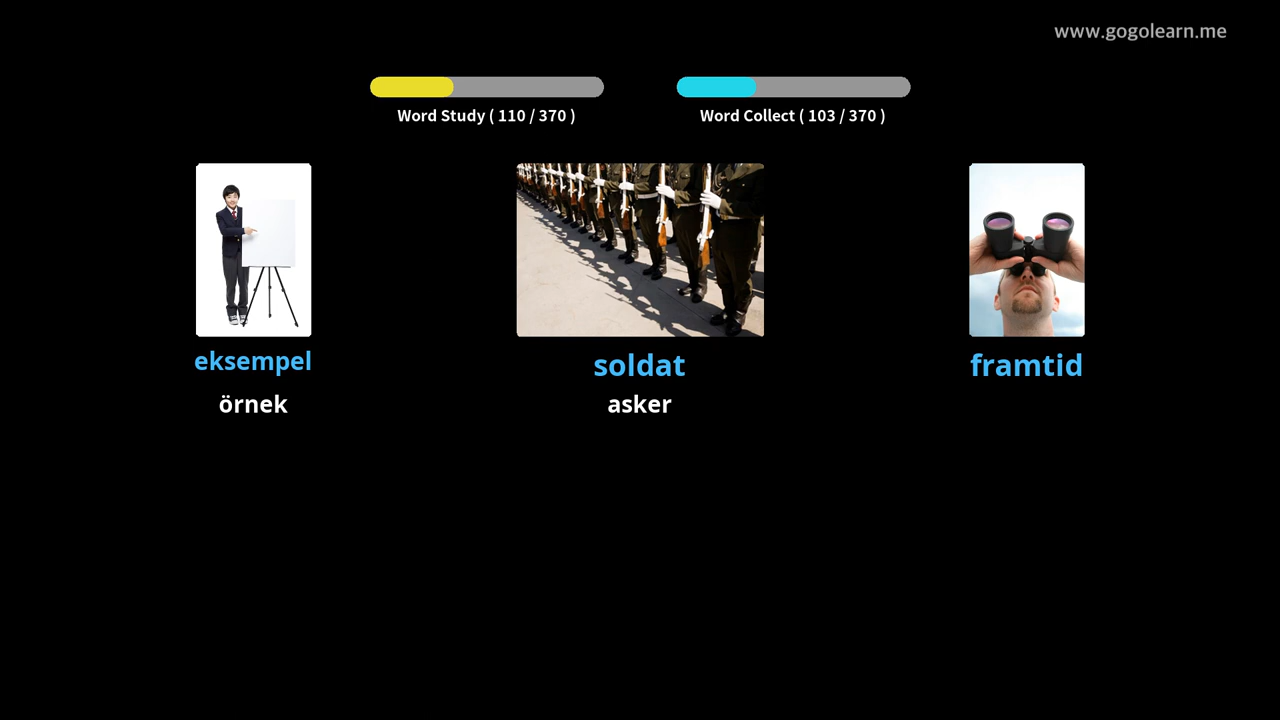 www.gogolearn.me
Word Study ( 110 / 370 )
Word Collect ( 103 / 370 )
eksempel
soldat
framtid
örnek
asker